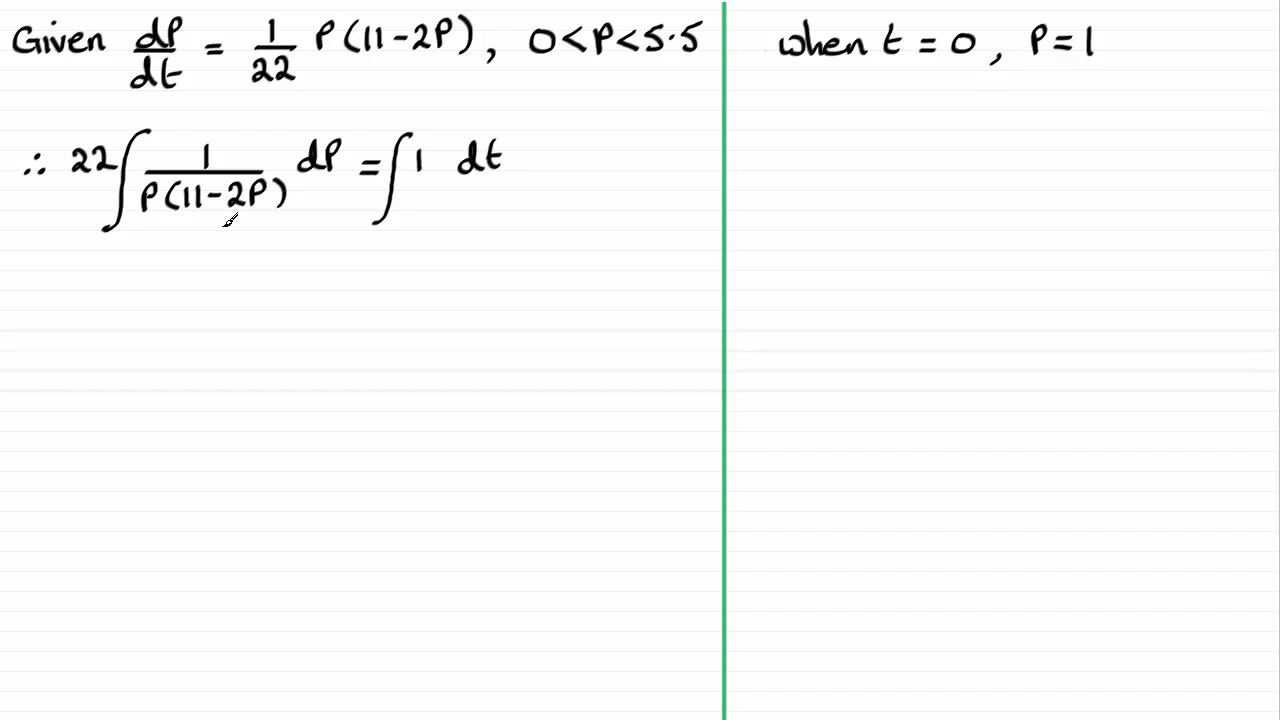 Given dP/dt = 1/22 P(11-2P), 0<P<5·5
∴ 22∫ 1/P(11-2P) dP = ∫ 1 dt
when t = 0, P = 1